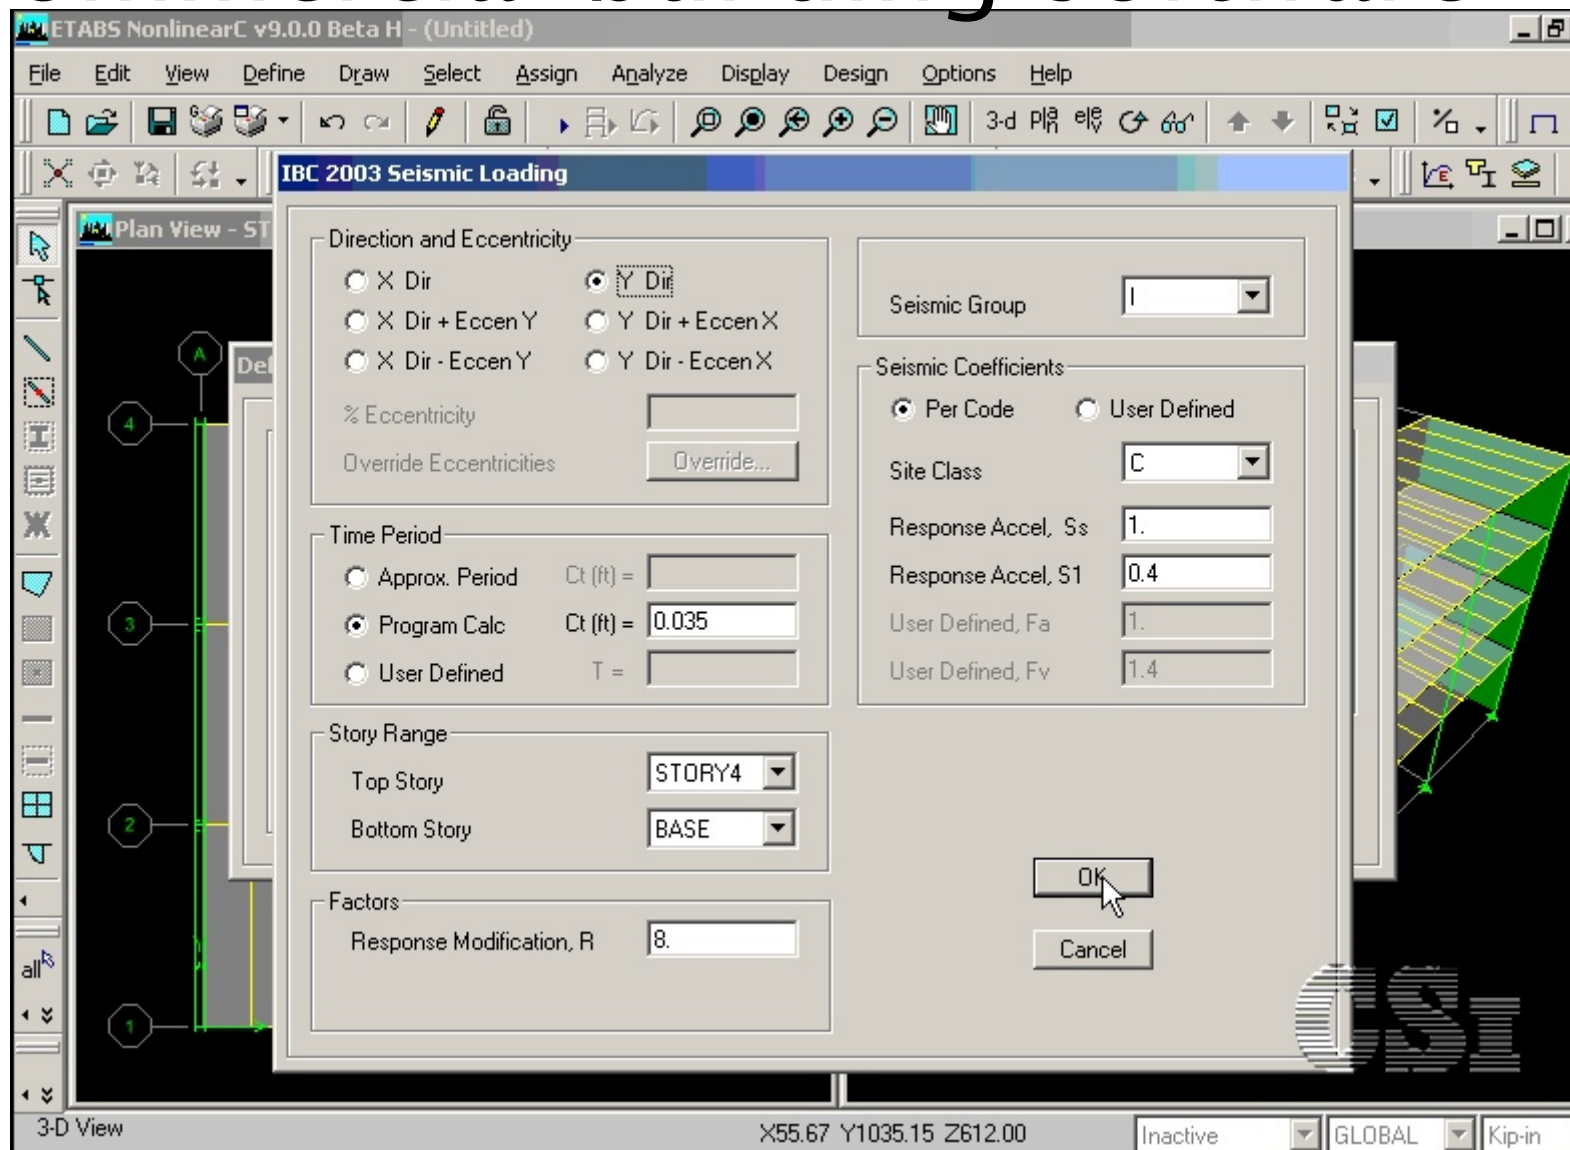 ETABS NonlinearC v9.0.0 Beta H - (Untitled)
File Edit View Define Draw Select Assign Analyze Display Design Options Help
3-d
IBC 2003 Seismic Loading
Plan View - ST
Direction and Eccentricity
X Dir Y Dir
X Dir + Eccen Y Y Dir + Eccen X
X Dir - Eccen Y Y Dir - Eccen X
% Eccentricity
Override Eccentricities Override...
Seismic Group I
Seismic Coefficients
Per Code User Defined
Site Class C
Response Accel, Ss 1.
Response Accel, S1 0.4
User Defined, Fa 1.
User Defined, Fv 1.4
Time Period
Approx. Period Ct (ft) =
Program Calc Ct (ft) = 0.035
User Defined T =
Story Range
Top Story STORY4
Bottom Story BASE
Factors
Response Modification, R 8.
OK
Cancel
A
4
3
2
1
all
CSI
3-D View X55.67 Y1035.15 Z612.00 Inactive GLOBAL Kip-in